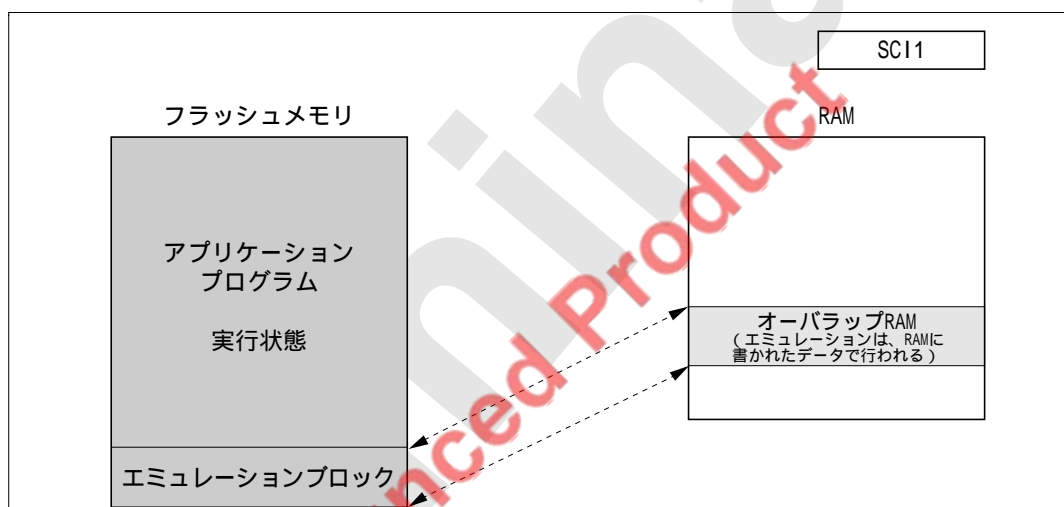 SCI1
フラッシュメモリ
RAM
アプリケーション
プログラム
実行状態
オーバラップRAM
(エミュレーションは、RAMに
書かれたデータで行われる)
エミュレーションブロック
Product